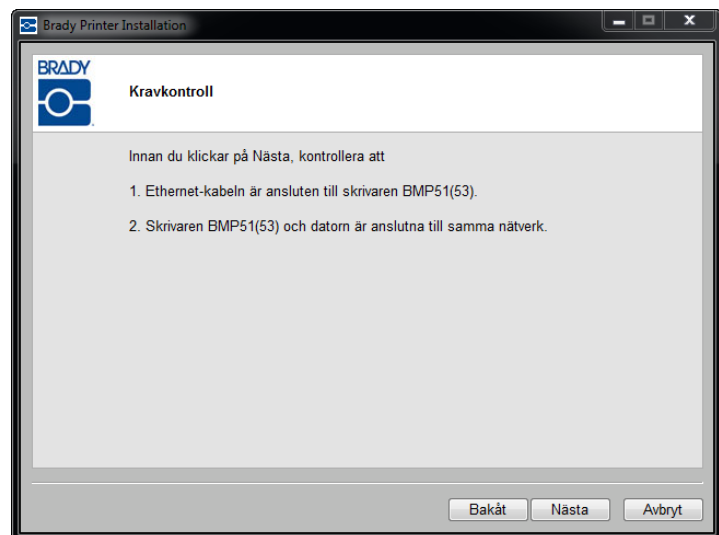 Brady Printer Installation
BRADY
Kravkontroll
Innan du klickar på Nästa, kontrollera att
1. Ethernet-kabeln är ansluten till skrivaren BMP51(53).
2. Skrivaren BMP51(53) och datorn är anslutna till samma nätverk.
Bakåt Nästa Avbryt